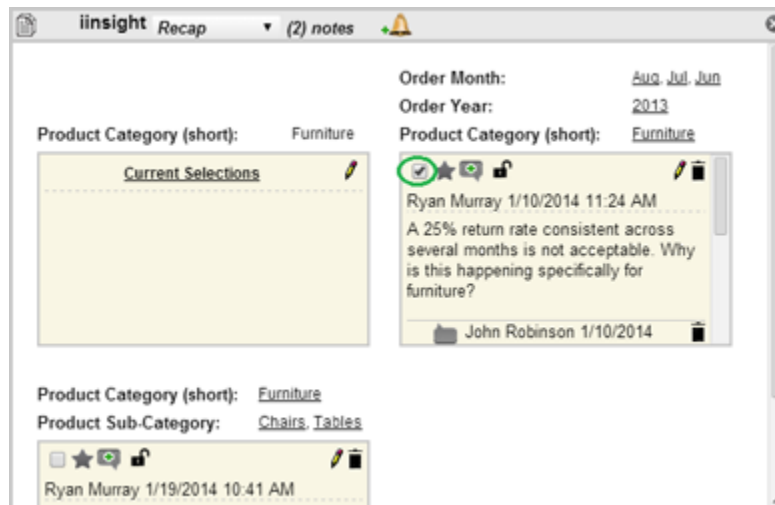 iinsight Recap (2) notes
Order Month: Aug, Jul, Jun
Order Year: 2013
Product Category (short): Furniture
Product Category (short): Furniture
Current Selections
Ryan Murray 1/10/2014 11:24 AM
A 25% return rate consistent across
several months is not acceptable. Why
is this happening specifically for
furniture?
John Robinson 1/10/2014
Product Category (short): Furniture
Product Sub-Category: Chairs, Tables
Ryan Murray 1/19/2014 10:41 AM